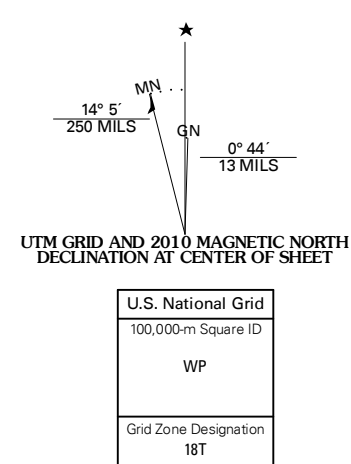 MN
14° 5´
250 MILS
GN
0° 44´
13 MILS
UTM GRID AND 2010 MAGNETIC NORTH
DECLINATION AT CENTER OF SHEET
U.S. National Grid
100,000-m Square ID
WP
Grid Zone Designation
18T